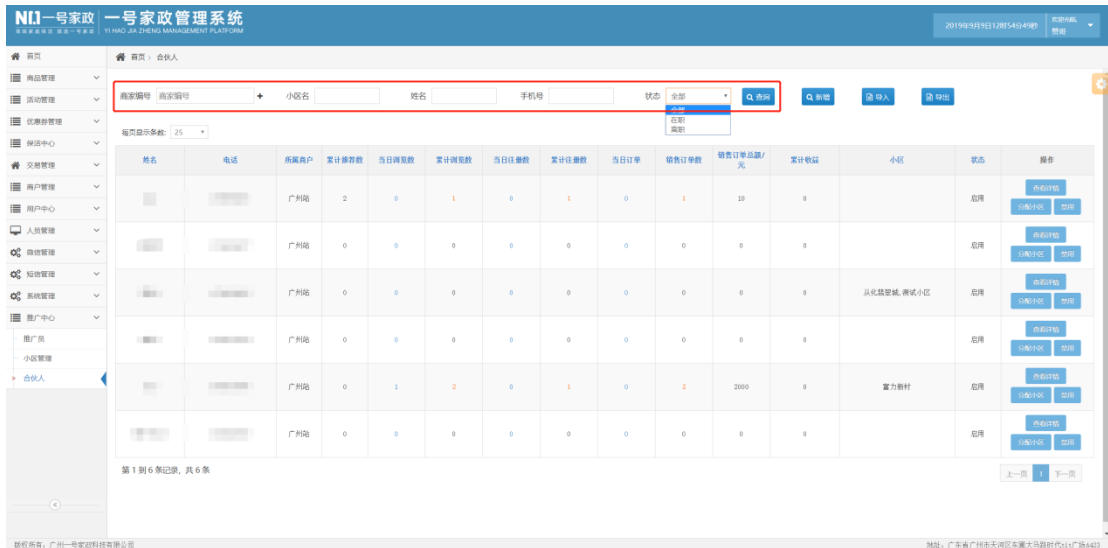 一号家政 一号家政管理系统
YI HAO JIA ZHENG MANAGEMENT PLATFORM
2019年9月9日12时54分49秒
首页
首页 › 合伙人
商品管理
活动管理
优惠券管理
保洁中心
交易管理
商户管理
用户中心
人员管理
微信管理
短信管理
系统管理
推广中心
推广员
小区管理
合伙人
商家编号 商家编号 + 小区名 姓名 手机号 状态 全部 查询 新增 导入 导出
全部
在职
离职
每页显示条数: 25
姓名 电话 所属商户 累计推荐数 当日浏览数 累计浏览数 当日注册数 累计注册数 当日订单 销售订单数 销售订单总额/元 累计收益 小区 状态 操作
广州站 2 0 1 0 1 0 1 10 0 启用 查看详情 分配小区 禁用
广州站 0 0 0 0 0 0 0 0 0 启用 查看详情 分配小区 禁用
广州站 0 0 0 0 0 0 0 0 0 从化翡翠城,测试小区 启用 查看详情 分配小区 禁用
广州站 0 0 0 0 0 0 0 0 0 启用 查看详情 分配小区 禁用
广州站 0 1 2 0 1 0 2 2000 0 富力新村 启用 查看详情 分配小区 禁用
广州站 0 0 0 0 0 0 0 0 0 启用 查看详情 分配小区 禁用
第 1 到 6 条记录, 共 6 条
上一页 1 下一页
版权所有：广州一号家政科技有限公司